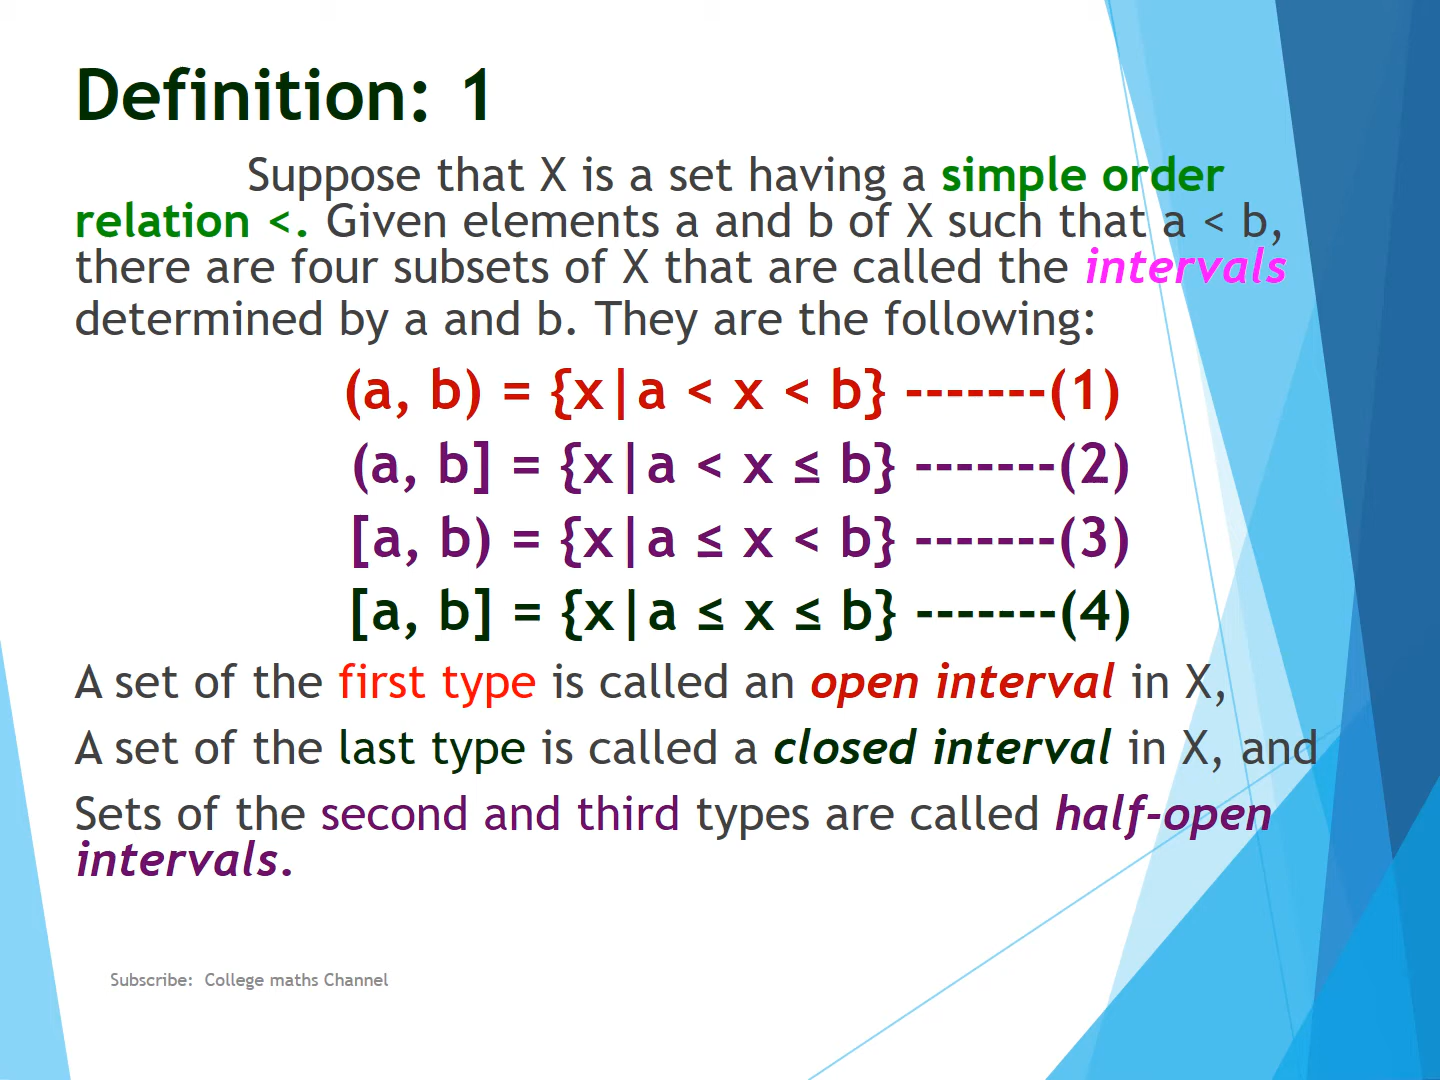 Definition: 1
Suppose that X is a set having a simple order
relation <. Given elements a and b of X such that a < b,
there are four subsets of X that are called the intervals
determined by a and b. They are the following:
(a, b) = {x|a < x < b} -------(1)
(a, b] = {x|a < x ≤ b} -------(2)
[a, b) = {x|a ≤ x < b} -------(3)
[a, b] = {x|a ≤ x ≤ b} -------(4)
A set of the first type is called an open interval in X,
A set of the last type is called a closed interval in X, and
Sets of the second and third types are called half-open
intervals.
Subscribe: College maths Channel